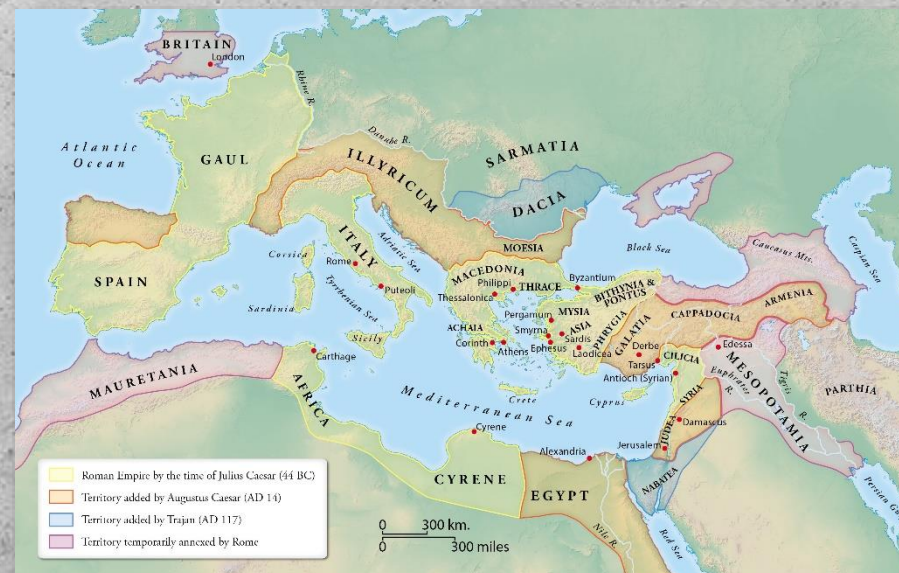 BRITAIN
London
Rhine R.
Atlantic
Ocean
GAUL
Danube R.
ILLYRICUM
SARMATIA
DACIA
MOESIA
Black Sea
Caucasus Mts.
Caspian Sea
SPAIN
Corsica
Sardinia
ITALY
Rome
Puteoli
Adriatic Sea
Tyrrhenian Sea
Sicily
MACEDONIA
Philippi
THRACE
Thessalonica
Byzantium
BITHYNIA &
PONTUS
Pergamum
MYSIA
Smyrna
ASIA
Sardis
Ephesus
Laodicea
PHRYGIA
GALATIA
CAPPADOCIA
ARMENIA
ACHAIA
Corinth
Athens
Derbe
Tarsus
CILICIA
Antioch (Syrian)
Edessa
MESOPOTAMIA
Euphrates
R.
Tigris
R.
PARTHIA
MAURETANIA
Carthage
AFRICA
Mediterranean Sea
Crete
Cyprus
SYRIA
Damascus
JUDEA
Jerusalem
Cyrene
CYRENE
Alexandria
EGYPT
Nile R.
NABATEA
Red Sea
Persian Gu
Roman Empire by the time of Julius Caesar (44 BC)
Territory added by Augustus Caesar (AD 14)
Territory added by Trajan (AD 117)
Territory temporarily annexed by Rome
0 300 km.
0 300 miles